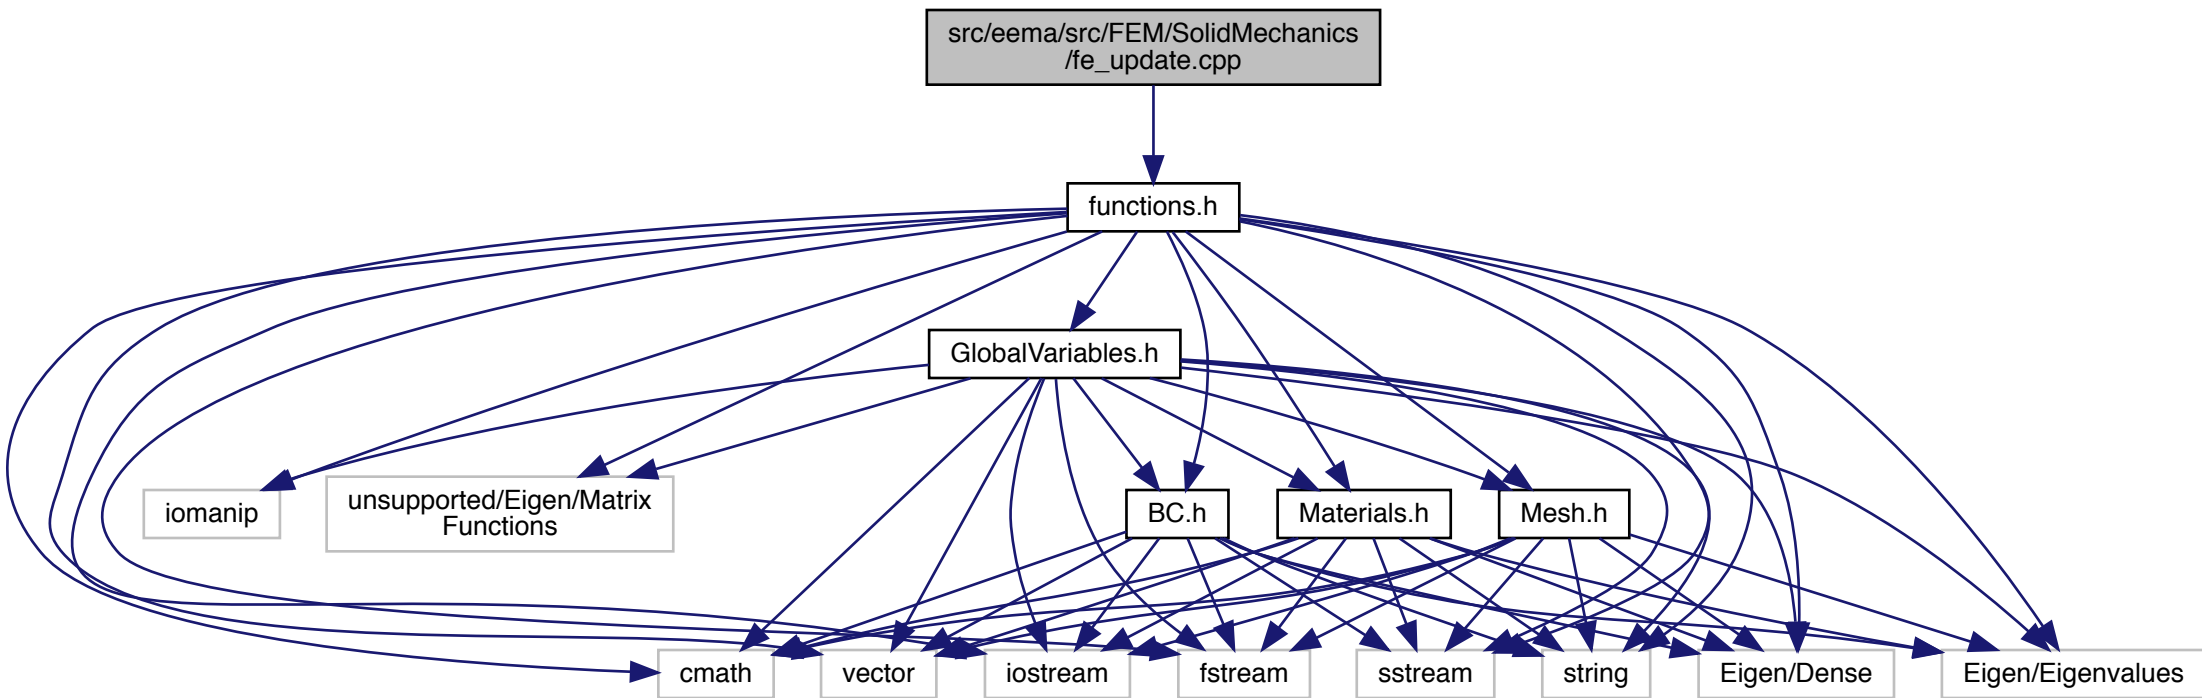 src/eema/src/FEM/SolidMechanics
/fe_update.cpp
functions.h
GlobalVariables.h
iomanip
unsupported/Eigen/Matrix
Functions
BC.h
Materials.h
Mesh.h
cmath
vector
iostream
fstream
sstream
string
Eigen/Dense
Eigen/Eigenvalues